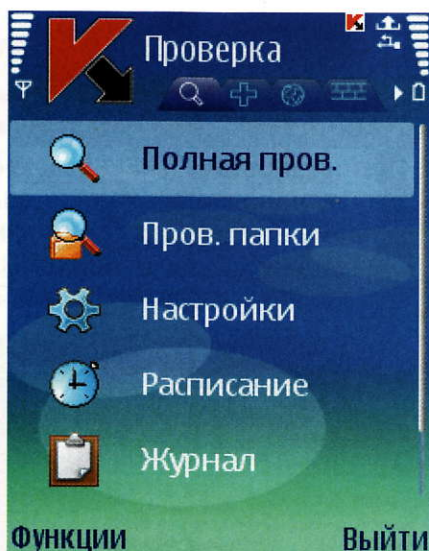 Проверка
Полная пров.
Пров. папки
Настройки
Расписание
Журнал
Функции
Выйти